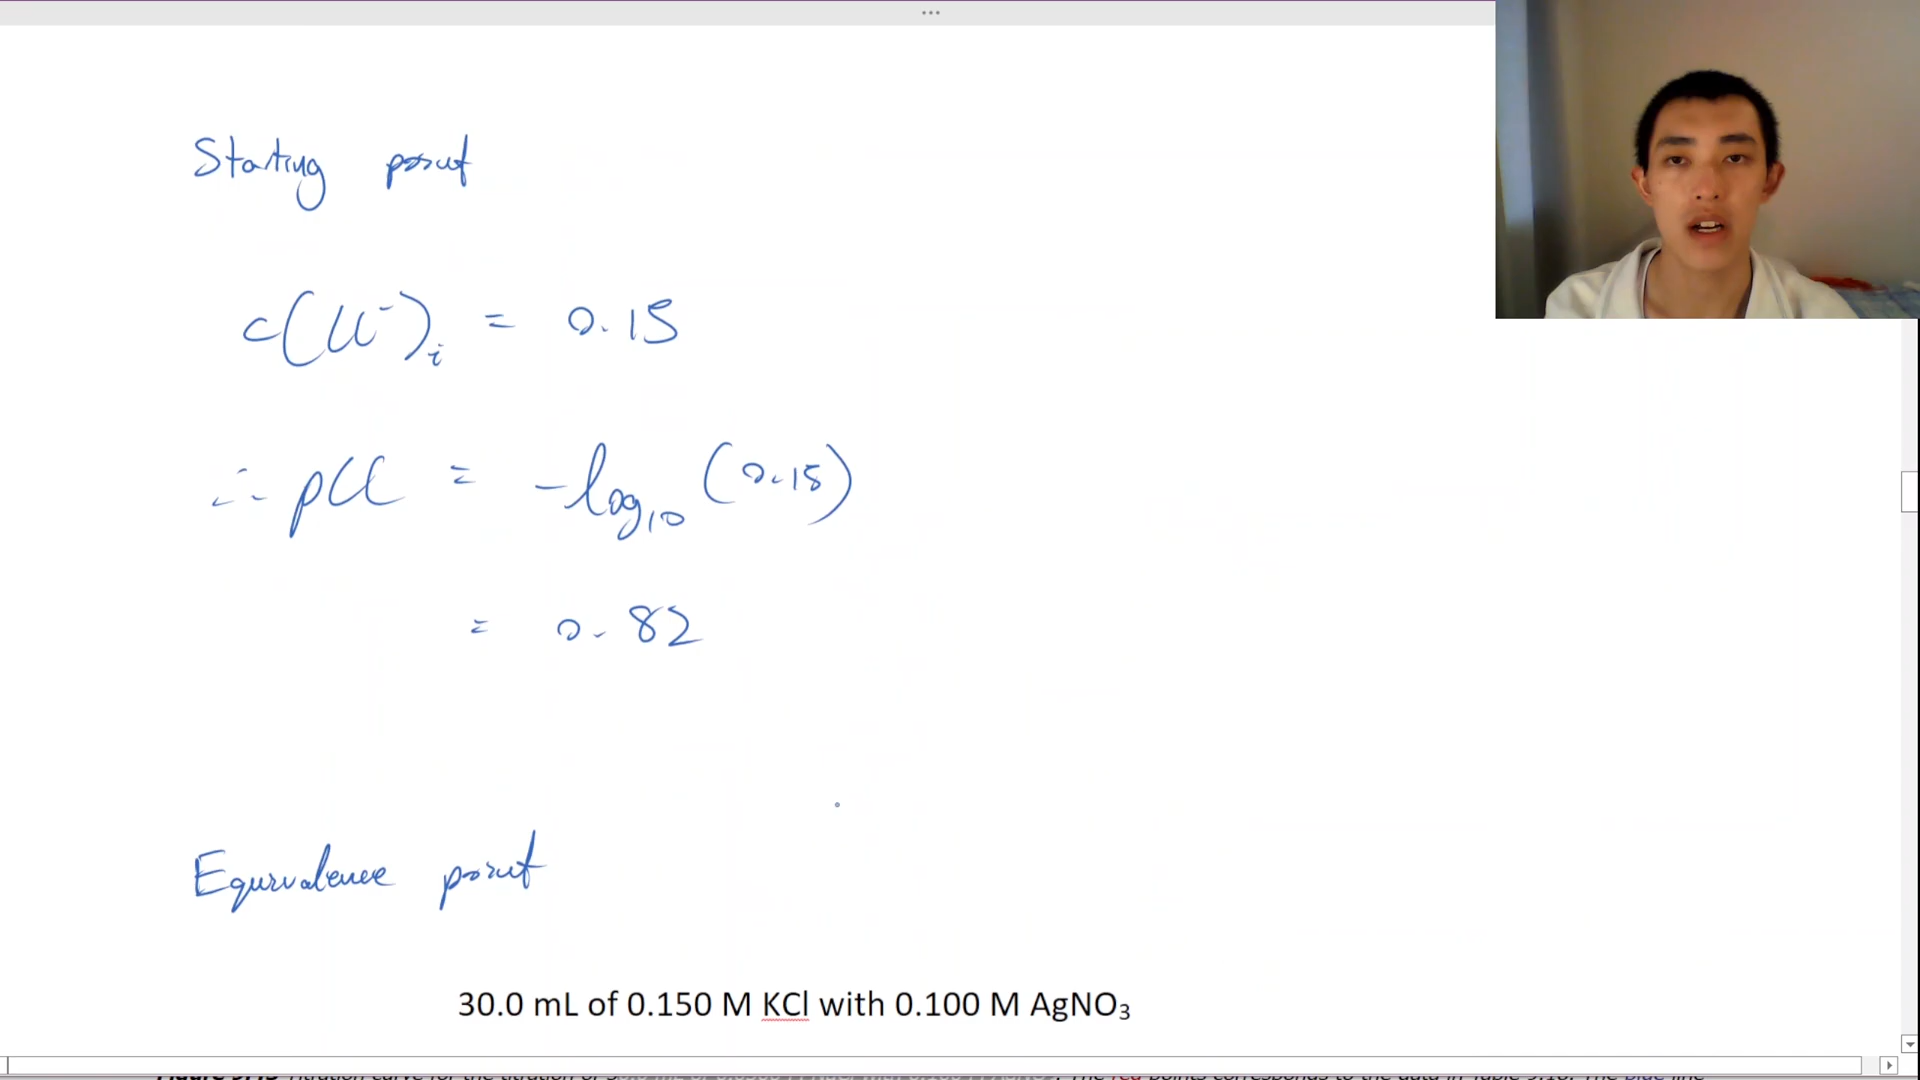 Starting point
c(Cl⁻)ᵢ = 0.15
∴ pCl = -log₁₀ (0.15)
= 0.82
Equivalence point
30.0 mL of 0.150 M KCl with 0.100 M AgNO₃